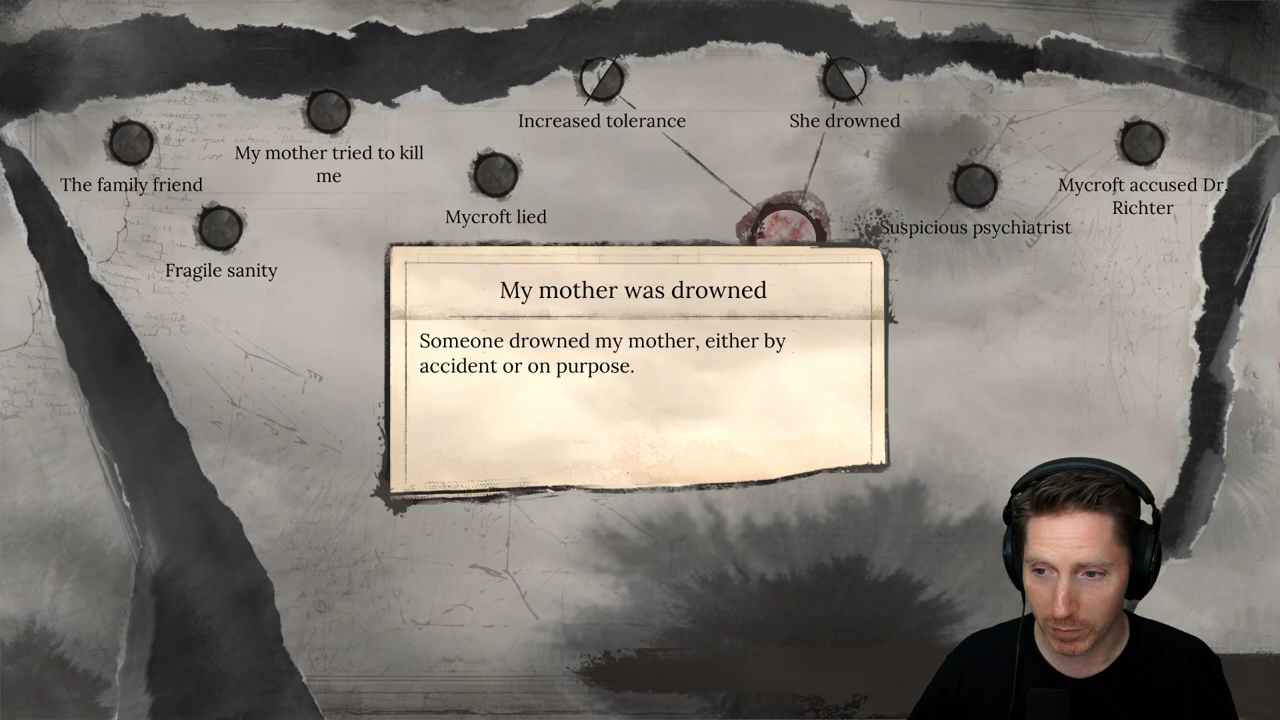 Increased tolerance
She drowned
My mother tried to kill
me
The family friend
Mycroft lied
Mycroft accused Dr.
Richter
Suspicious psychiatrist
Fragile sanity
My mother was drowned
Someone drowned my mother, either by
accident or on purpose.